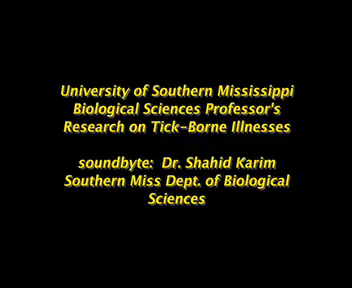 University of Southern Mississippi
Biological Sciences Professor's
Research on Tick-Borne Illnesses
soundbyte: Dr. Shahid Karim
Southern Miss Dept. of Biological
Sciences